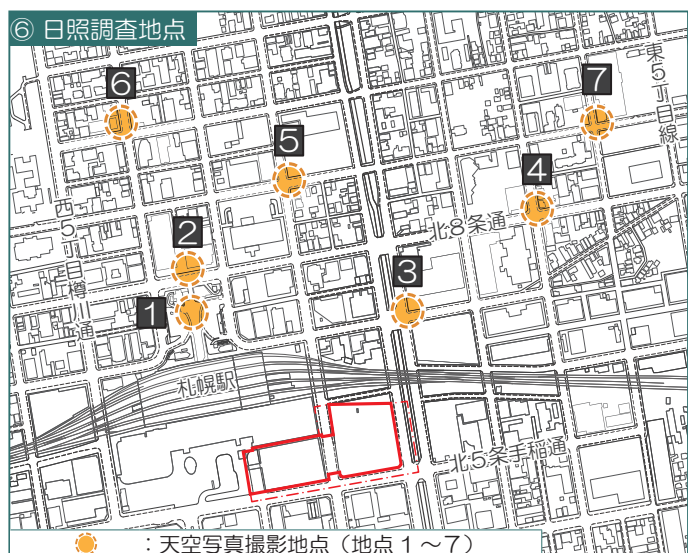 ⑥ 日照調査地点
6
7
東5丁目線
5
4
北8条通
2
西5丁目樽川通
3
1
札幌駅
北5条手稲通
：天空写真撮影地点（地点１～７）